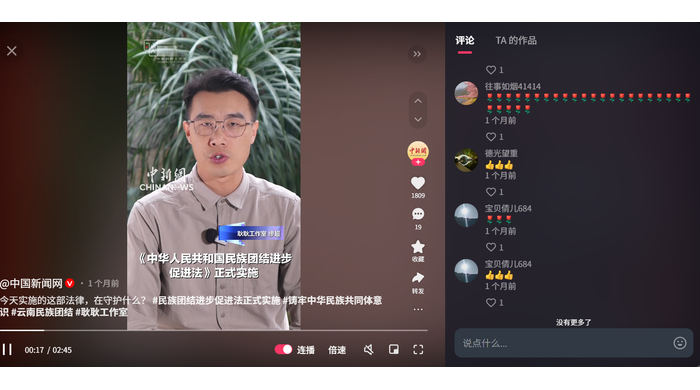 评论
TA 的作品
1
往事如烟41414
🌹🌹🌹🌹🌹🌹🌹🌹🌹🌹🌹🌹🌹🌹🌹🌹🌹🌹🌹🌹🌹🌹
🌹🌹🌹🌹🌹
1个月前
1
德光望重
👍👍👍
1个月前
1
宝贝倩儿684
🌹🌹🌹
1个月前
1
宝贝倩儿684
👍👍👍
1个月前
1
没有更多了
说点什么...
中新網
CHINANEWS
耿耿工作室
《中华人民共和国民族团结进步
促进法》正式实施
中新网
1809
19
收藏
转发
@中国新闻网 · 1个月前
今天实施的这部法律，在守护什么？ #民族团结进步促进法正式实施 #铸牢中华民族共同体意
识 #云南民族团结 #耿耿工作室
00:17 / 02:45
连播
倍速